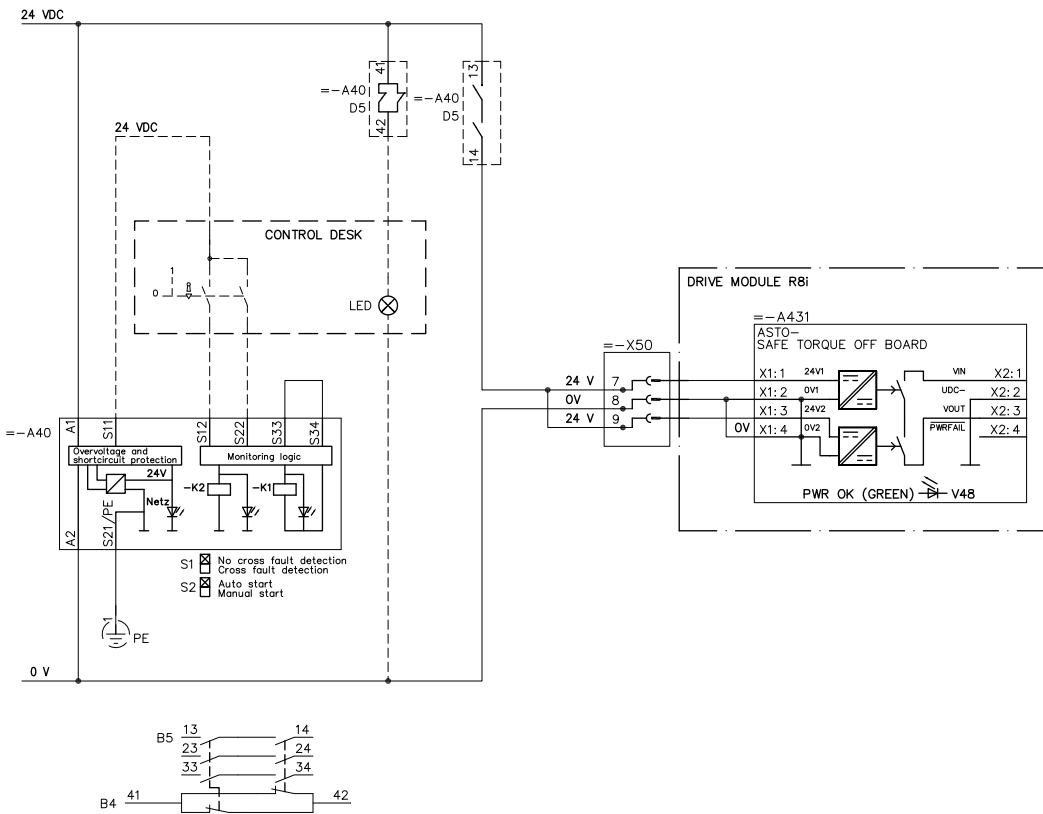 24 VDC
=-A40
D5
41
42
=-A40
D5
13
14
24 VDC
CONTROL DESK
1
0
LED
DRIVE MODULE R8i
=-A431
ASTO-
SAFE TORQUE OFF BOARD
=-X50
24 V 7
0V 8
24 V 9
X1:1 24V1 VIN X2:1
X1:2 0V1 UDC- X2:2
X1:3 24V2 VOUT X2:3
0V X1:4 0V2 PWRFAIL X2:4
PWR OK (GREEN) V48
=-A40
A1 S11 S12 S22 S33 S34
Overvoltage and
shortcircuit protection
Monitoring logic
24V
-K2 -K1
Netz
A2 S21/PE
S1 No cross fault detection
Cross fault detection
S2 Auto start
Manual start
1
PE
0 V
B5 13 14
23 24
33 34
B4 41 42